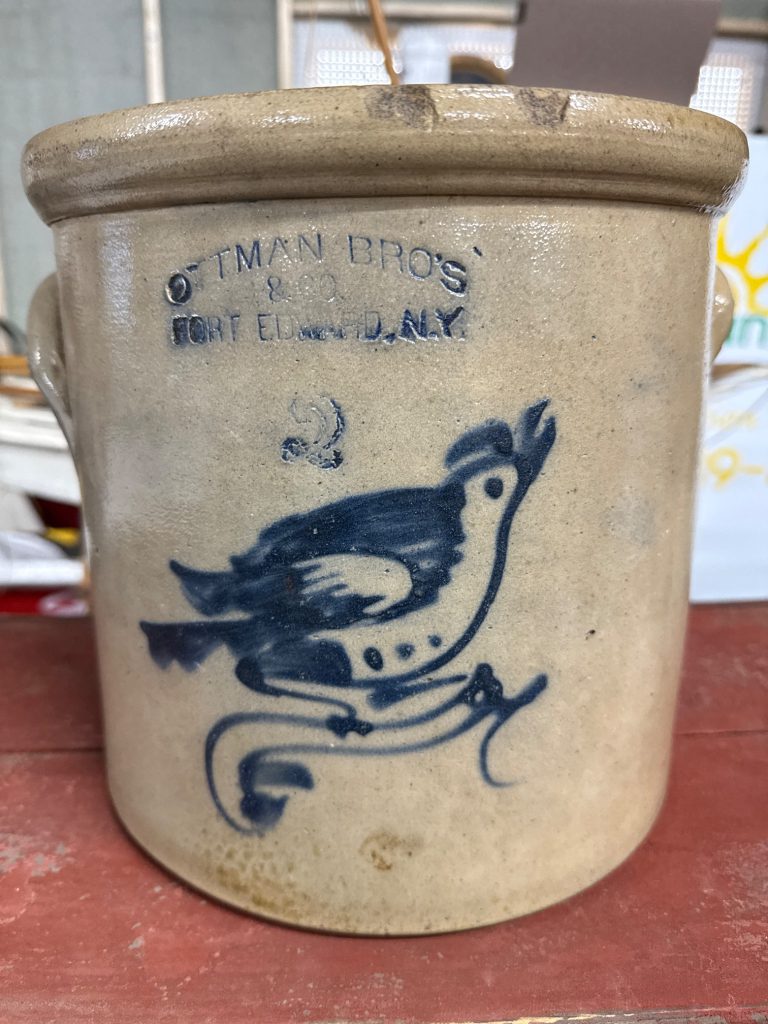 OTTMAN BRO'S
& CO.
FORT EDWARD, N.Y.
2